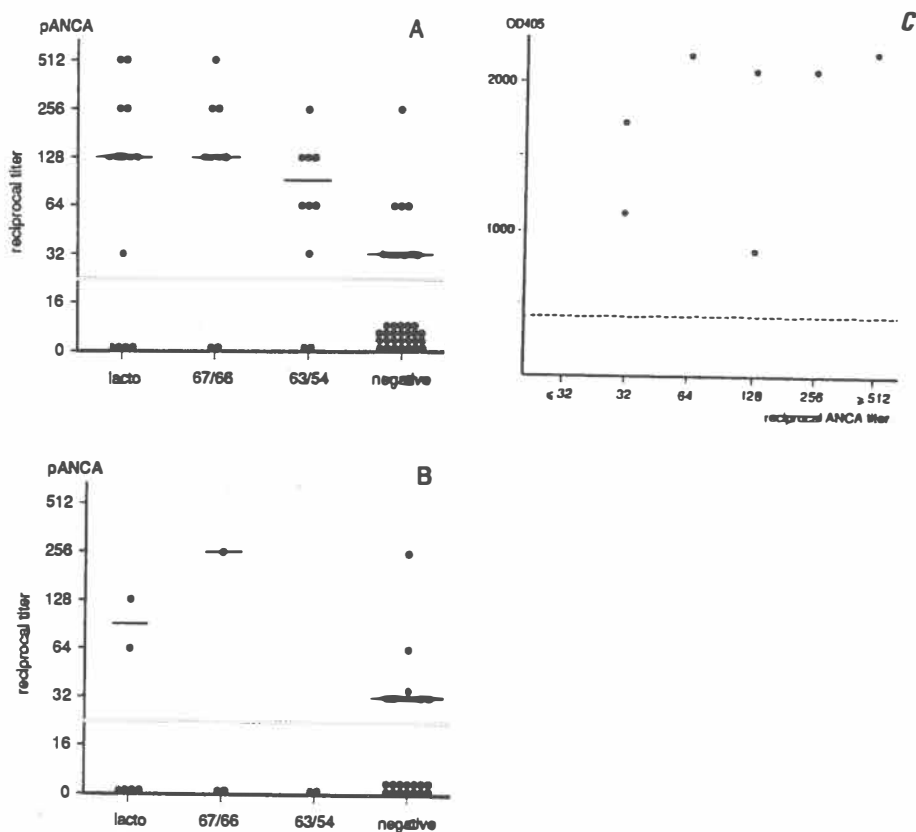 pANCA
A
512
256
128
64
32
16
0
reciprocal titer
lacto 67/66 63/54 negative
OD405
C
2000
1000
⩽ 32 32 64 128 256 ⩾ 512
reciprocal ANCA titer
pANCA
B
512
256
128
64
32
16
0
reciprocal titer
lacto 67/66 63/54 negative